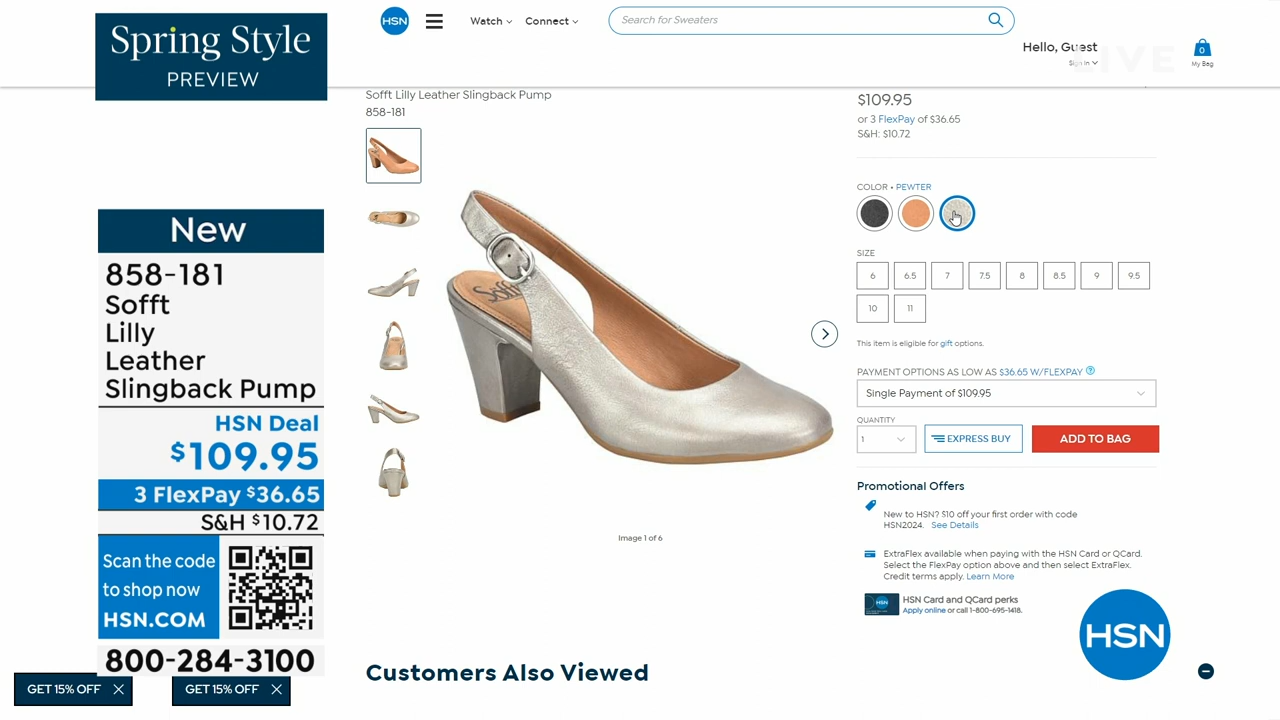 Spring Style
PREVIEW
HSN
Watch
Connect
Search for Sweaters
Hello, Guest
Sign In
LIVE
0
My Bag
Sofft Lilly Leather Slingback Pump
858-181
$109.95
or 3 FlexPay of $36.65
S&H: $10.72
COLOR • PEWTER
SIZE
6
6.5
7
7.5
8
8.5
9
9.5
10
11
This item is eligible for gift options.
PAYMENT OPTIONS AS LOW AS $36.65 W/FLEXPAY ?
Single Payment of $109.95
QUANTITY
1
EXPRESS BUY
ADD TO BAG
Promotional Offers
New to HSN? $10 off your first order with code
HSN2024. See Details
ExtraFlex available when paying with the HSN Card or QCard.
Select the FlexPay option above and then select ExtraFlex.
Credit terms apply. Learn More
HSN
HSN Card and QCard perks
Apply online or call 1-800-695-1418.
Sofft
Image 1 of 6
New
858-181
Sofft
Lilly
Leather
Slingback Pump
HSN Deal
$109.95
3 FlexPay $36.65
S&H $10.72
Scan the code
to shop now
HSN.COM
800-284-3100
GET 15% OFF
GET 15% OFF
Customers Also Viewed
HSN